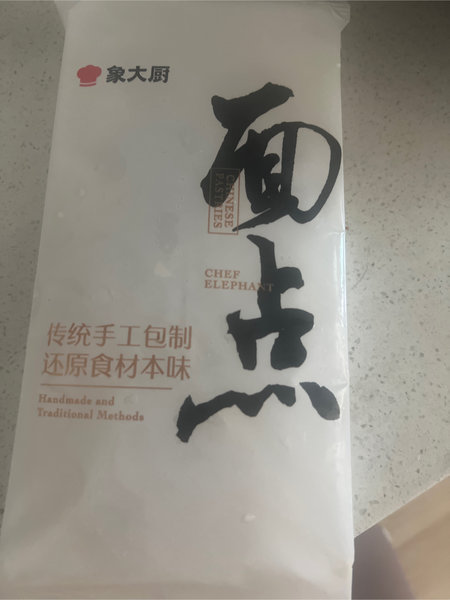 象大厨
面点
CHINESE
PASTRIES
CHEF
ELEPHANT
传统手工包制
还原食材本味
Handmade and
Traditional Methods